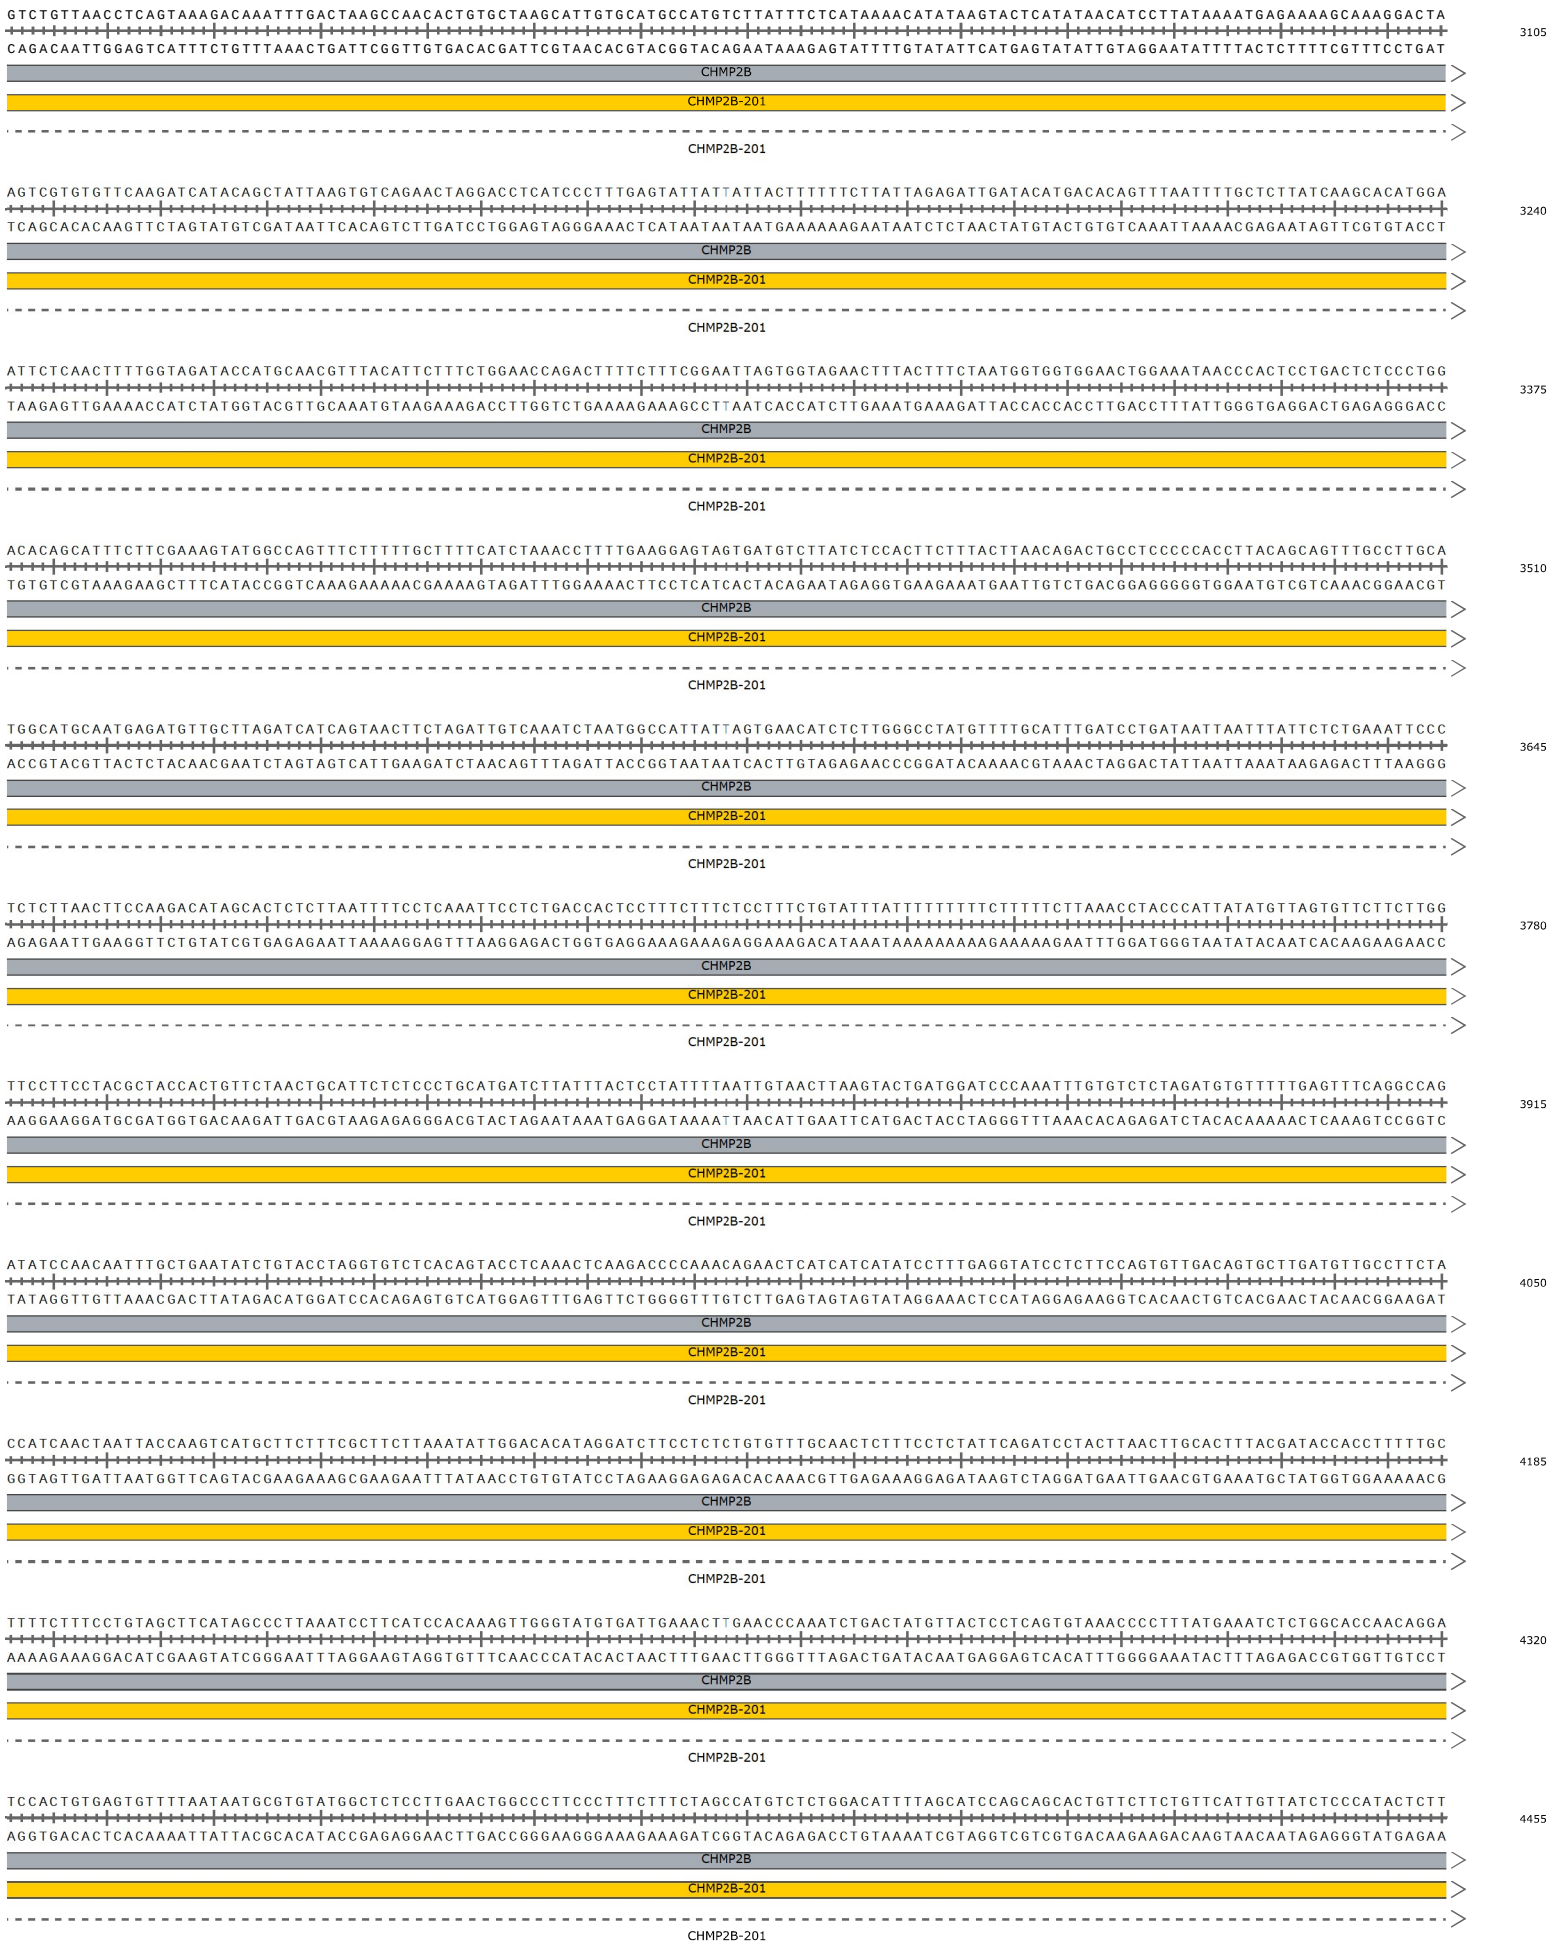 GTCTGTTAACCTCAGTAAAGACAAATTTGACTAAGCCAACACTGTGCTAAGCATTGTGCATGCCATGTCTTATTTCTCATAAAACATATAAGTACTCATATAACATCCTTATAAAATGAGAAAAGCAAAGGACTA
3105
CAGACAATTGGAGTCATTTCTGTTTAAACTGATTCGGTTGTGACACGATTCGTAACACGTACGGTACAGAATAAAGAGTATTTTGTATATTCATGAGTATATTGTAGGAATATTTTACTCTTTTCGTTTCCTGAT
CHMP2B
CHMP2B-201
CHMP2B-201
AGTCGTGTGTTCAAGATCATACAGCTATTAAGTGTCAGAACTAGGACCTCATCCCTTTGAGTATTATTATTACTTTTTTCTTATTAGAGATTGATACATGACACAGTTTAATTTTGCTCTTATCAAGCACATGGA
3240
TCAGCACACAAGTTCTAGTATGTCGATAATTCACAGTCTTGATCCTGGAGTAGGGAAACTCATAATAATAATGAAAAAAGAATAATCTCTAACTATGTACTGTGTCAAATTAAAACGAGAATAGTTCGTGTACCT
CHMP2B
CHMP2B-201
CHMP2B-201
ATTCTCAACTTTTGGTAGATACCATGCAACGTTTACATTCTTTCTGGAACCAGACTTTTCTTTCGGAATTAGTGGTAGAACTTTACTTTCTAATGGTGGTGGAACTGGAAATAACCCACTCCTGACTCTCCCTGG
3375
TAAGAGTTGAAAACCATCTATGGTACGTTGCAAATGTAAGAAAGACCTTGGTCTGAAAAGAAAGCCTTAATCACCATCTTGAAATGAAAGATTACCACCACCTTGACCTTTATTGGGTGAGGACTGAGAGGGACC
CHMP2B
CHMP2B-201
CHMP2B-201
ACACAGCATTTCTTCGAAAGTATGGCCAGTTTCTTTTTGCTTTTCATCTAAACCTTTTGAAGGAGTAGTGATGTCTTATCTCCACTTCTTTACTTAACAGACTGCCTCCCCCACCTTACAGCAGTTTGCCTTGCA
3510
TGTGTCGTAAAGAAGCTTTCATACCGGTCAAAGAAAAACGAAAAGTAGATTTGGAAAACTTCCTCATCACTACAGAATAGAGGTGAAGAAATGAATTGTCTGACGGAGGGGGTGGAATGTCGTCAAACGGAACGT
CHMP2B
CHMP2B-201
CHMP2B-201
TGGCATGCAATGAGATGTTGCTTAGATCATCAGTAACTTCTAGATTGTCAAATCTAATGGCCATTATTAGTGAACATCTCTTGGGCCTATGTTTTGCATTTGATCCTGATAATTAATTTATTCTCTGAAATTCCC
3645
ACCGTACGTTACTCTACAACGAATCTAGTAGTCATTGAAGATCTAACAGTTTAGATTACCGGTAATAATCACTTGTAGAGAACCCGGATACAAAACGTAAACTAGGACTATTAATTAAATAAGAGACTTTAAGGG
CHMP2B
CHMP2B-201
CHMP2B-201
TCTCTTAACTTCCAAGACATAGCACTCTCTTAATTTTCCTCAAATTCCTCTGACCACTCCTTTCTTTCTCCTTTCTGTATTTATTTTTTTTTCTTTTTCTTAAACCTACCCATTATATGTTAGTGTTCTTCTTGG
3780
AGAGAATTGAAGGTTCTGTATCGTGAGAGAATTAAAAGGAGTTTAAGGAGACTGGTGAGGAAAGAAAGAGGAAAGACATAAATAAAAAAAAAGAAAAAGAATTTGGATGGGTAATATACAATCACAAGAAGAACC
CHMP2B
CHMP2B-201
CHMP2B-201
TTCCTTCCTACGCTACCACTGTTCTAACTGCATTCTCTCCCTGCATGATCTTATTTACTCCTATTTTAATTGTAACTTAAGTACTGATGGATCCCAAATTTGTGTCTCTAGATGTGTTTTTGAGTTTCAGGCCAG
3915
AAGGAAGGATGCGATGGTGACAAGATTGACGTAAGAGAGGGACGTACTAGAATAAATGAGGATAAAATTAACATTGAATTCATGACTACCTAGGGTTTAAACACAGAGATCTACACAAAAACTCAAAGTCCGGTC
CHMP2B
CHMP2B-201
CHMP2B-201
ATATCCAACAATTTGCTGAATATCTGTACCTAGGTGTCTCACAGTACCTCAAACTCAAGACCCCAAACAGAACTCATCATCATATCCTTTGAGGTATCCTCTTCCAGTGTTGACAGTGCTTGATGTTGCCTTCTA
4050
TATAGGTTGTTAAACGACTTATAGACATGGATCCACAGAGTGTCATGGAGTTTGAGTTCTGGGGTTTGTCTTGAGTAGTAGTATAGGAAACTCCATAGGAGAAGGTCACAACTGTCACGAACTACAACGGAAGAT
CHMP2B
CHMP2B-201
CHMP2B-201
CCATCAACTAATTACCAAGTCATGCTTCTTTCGCTTCTTAAATATTGGACACATAGGATCTTCCTCTCTGTGTTTGCAACTCTTTCCTCTATTCAGATCCTACTTAACTTGCACTTTACGATACCACCTTTTTGC
4185
GGTAGTTGATTAATGGTTCAGTACGAAGAAAGCGAAGAATTTATAACCTGTGTATCCTAGAAGGAGAGACACAAACGTTGAGAAAGGAGATAAGTCTAGGATGAATTGAACGTGAAATGCTATGGTGGAAAAACG
CHMP2B
CHMP2B-201
CHMP2B-201
TTTTCTTTCCTGTAGCTTCATAGCCCTTAAATCCTTCATCCACAAAGTTGGGTATGTGATTGAAACTTGAACCCAAATCTGACTATGTTACTCCTCAGTGTAAACCCCTTTATGAAATCTCTGGCACCAACAGGA
4320
AAAAGAAAGGACATCGAAGTATCGGGAATTTAGGAAGTAGGTGTTTCAACCCATACACTAACTTTGAACTTGGGTTTAGACTGATACAATGAGGAGTCACATTTGGGGAAATACTTTAGAGACCGTGGTTGTCCT
CHMP2B
CHMP2B-201
CHMP2B-201
TCCACTGTGAGTGTTTTAATAATGCGTGTATGGCTCTCCTTGAACTGGCCCTTCCCTTTCTTTCTAGCCATGTCTCTGGACATTTTAGCATCCAGCAGCACTGTTCTTCTGTTCATTGTTATCTCCCATACTCTT
4455
AGGTGACACTCACAAAATTATTACGCACATACCGAGAGGAACTTGACCGGGAAGGGAAAGAAAGATCGGTACAGAGACCTGTAAAATCGTAGGTCGTCGTGACAAGAAGACAAGTAACAATAGAGGGTATGAGAA
CHMP2B
CHMP2B-201
CHMP2B-201